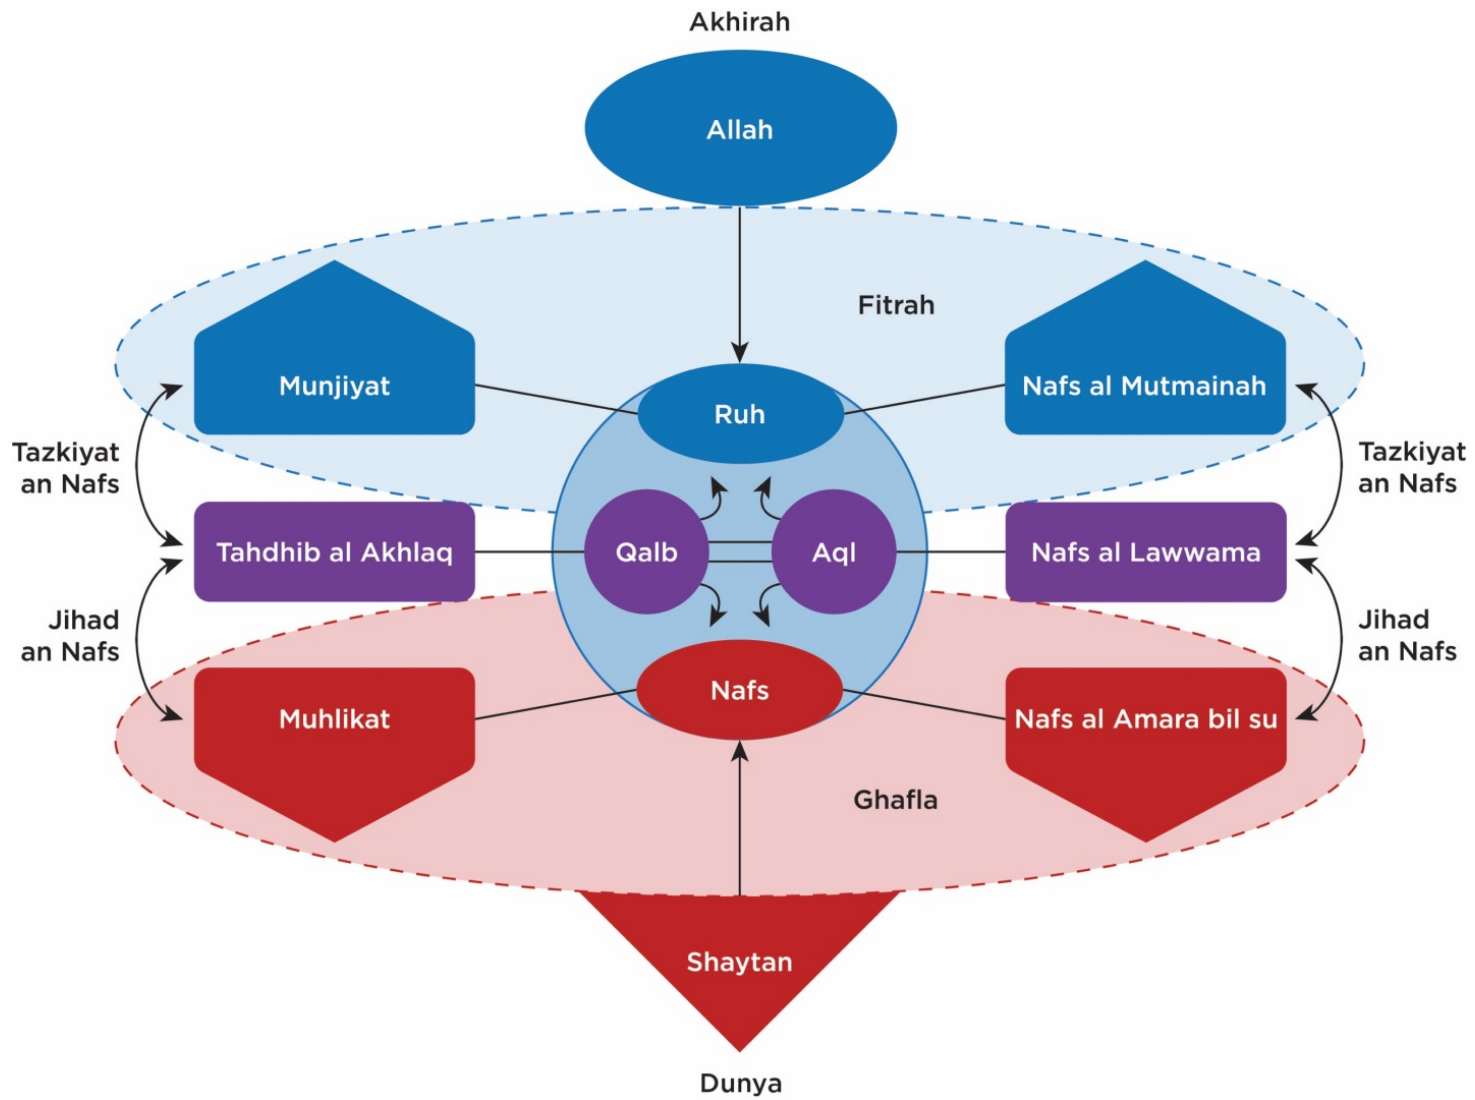 Akhirah
Allah
Fitrah
Munjiyat
Ruh
Nafs al Mutmainah
Tazkiyat
an Nafs
Tazkiyat
an Nafs
Tahdhib al Akhlaq
Qalb
Aql
Nafs al Lawwama
Jihad
an Nafs
Jihad
an Nafs
Muhlikat
Nafs
Nafs al Amara bil su
Ghafla
Shaytan
Dunya